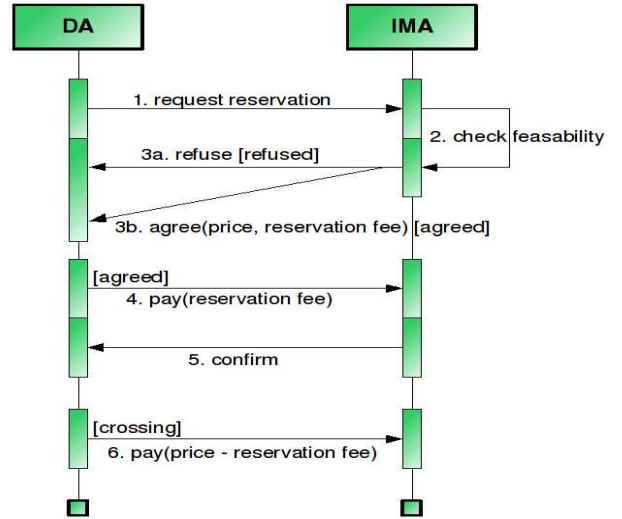 DA
IMA
1. request reservation
2. check feasability
3a. refuse [refused]
3b. agree(price, reservation fee) [agreed]
[agreed]
4. pay(reservation fee)
5. confirm
[crossing]
6. pay(price - reservation fee)